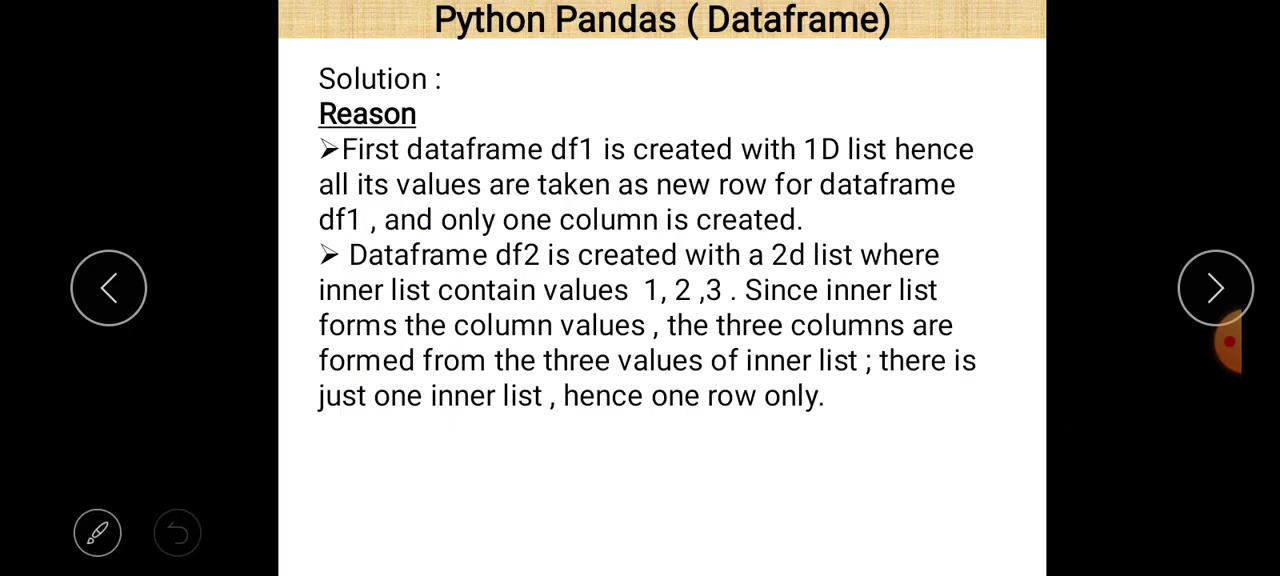 Python Pandas ( Dataframe)
Solution :
Reason
➢First dataframe df1 is created with 1D list hence
all its values are taken as new row for dataframe
df1 , and only one column is created.
➢ Dataframe df2 is created with a 2d list where
inner list contain values  1, 2 ,3 . Since inner list
forms the column values , the three columns are
formed from the three values of inner list ; there is
just one inner list , hence one row only.